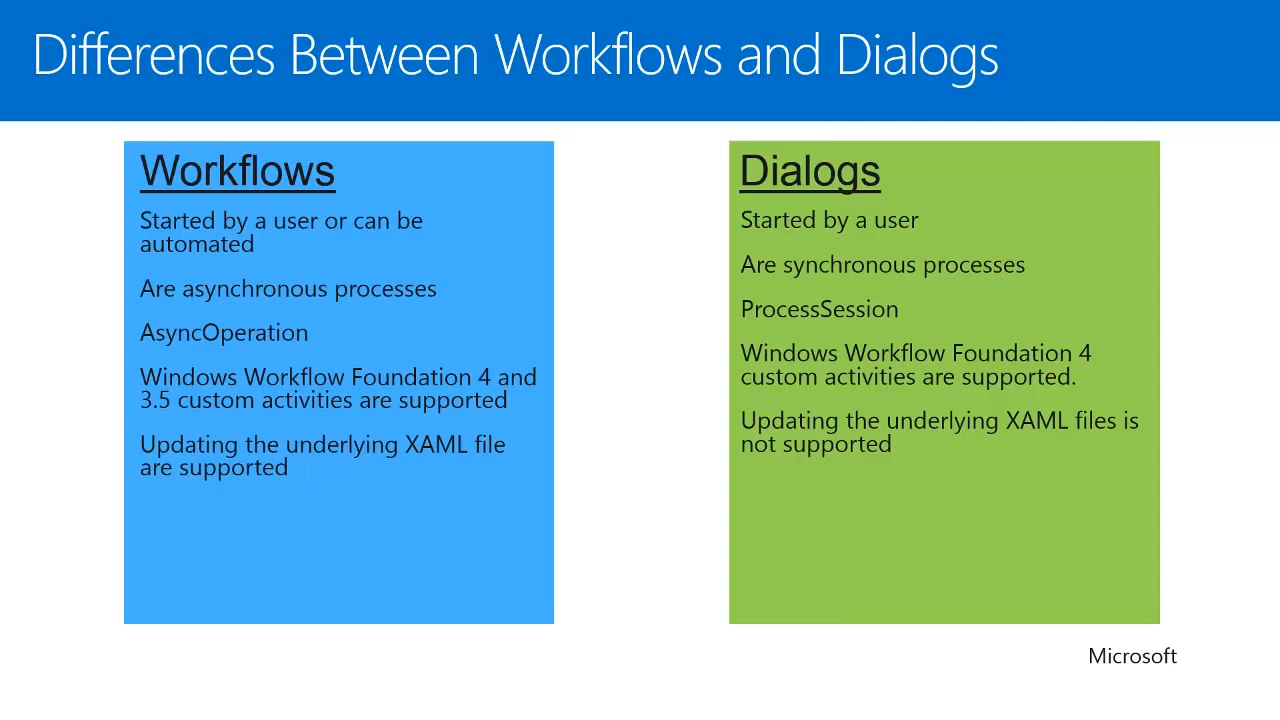 Differences Between Workflows and Dialogs
Workflows
Started by a user or can be
automated
Are asynchronous processes
AsyncOperation
Windows Workflow Foundation 4 and
3.5 custom activities are supported
Updating the underlying XAML file
are supported
Dialogs
Started by a user
Are synchronous processes
ProcessSession
Windows Workflow Foundation 4
custom activities are supported.
Updating the underlying XAML files is
not supported
Microsoft